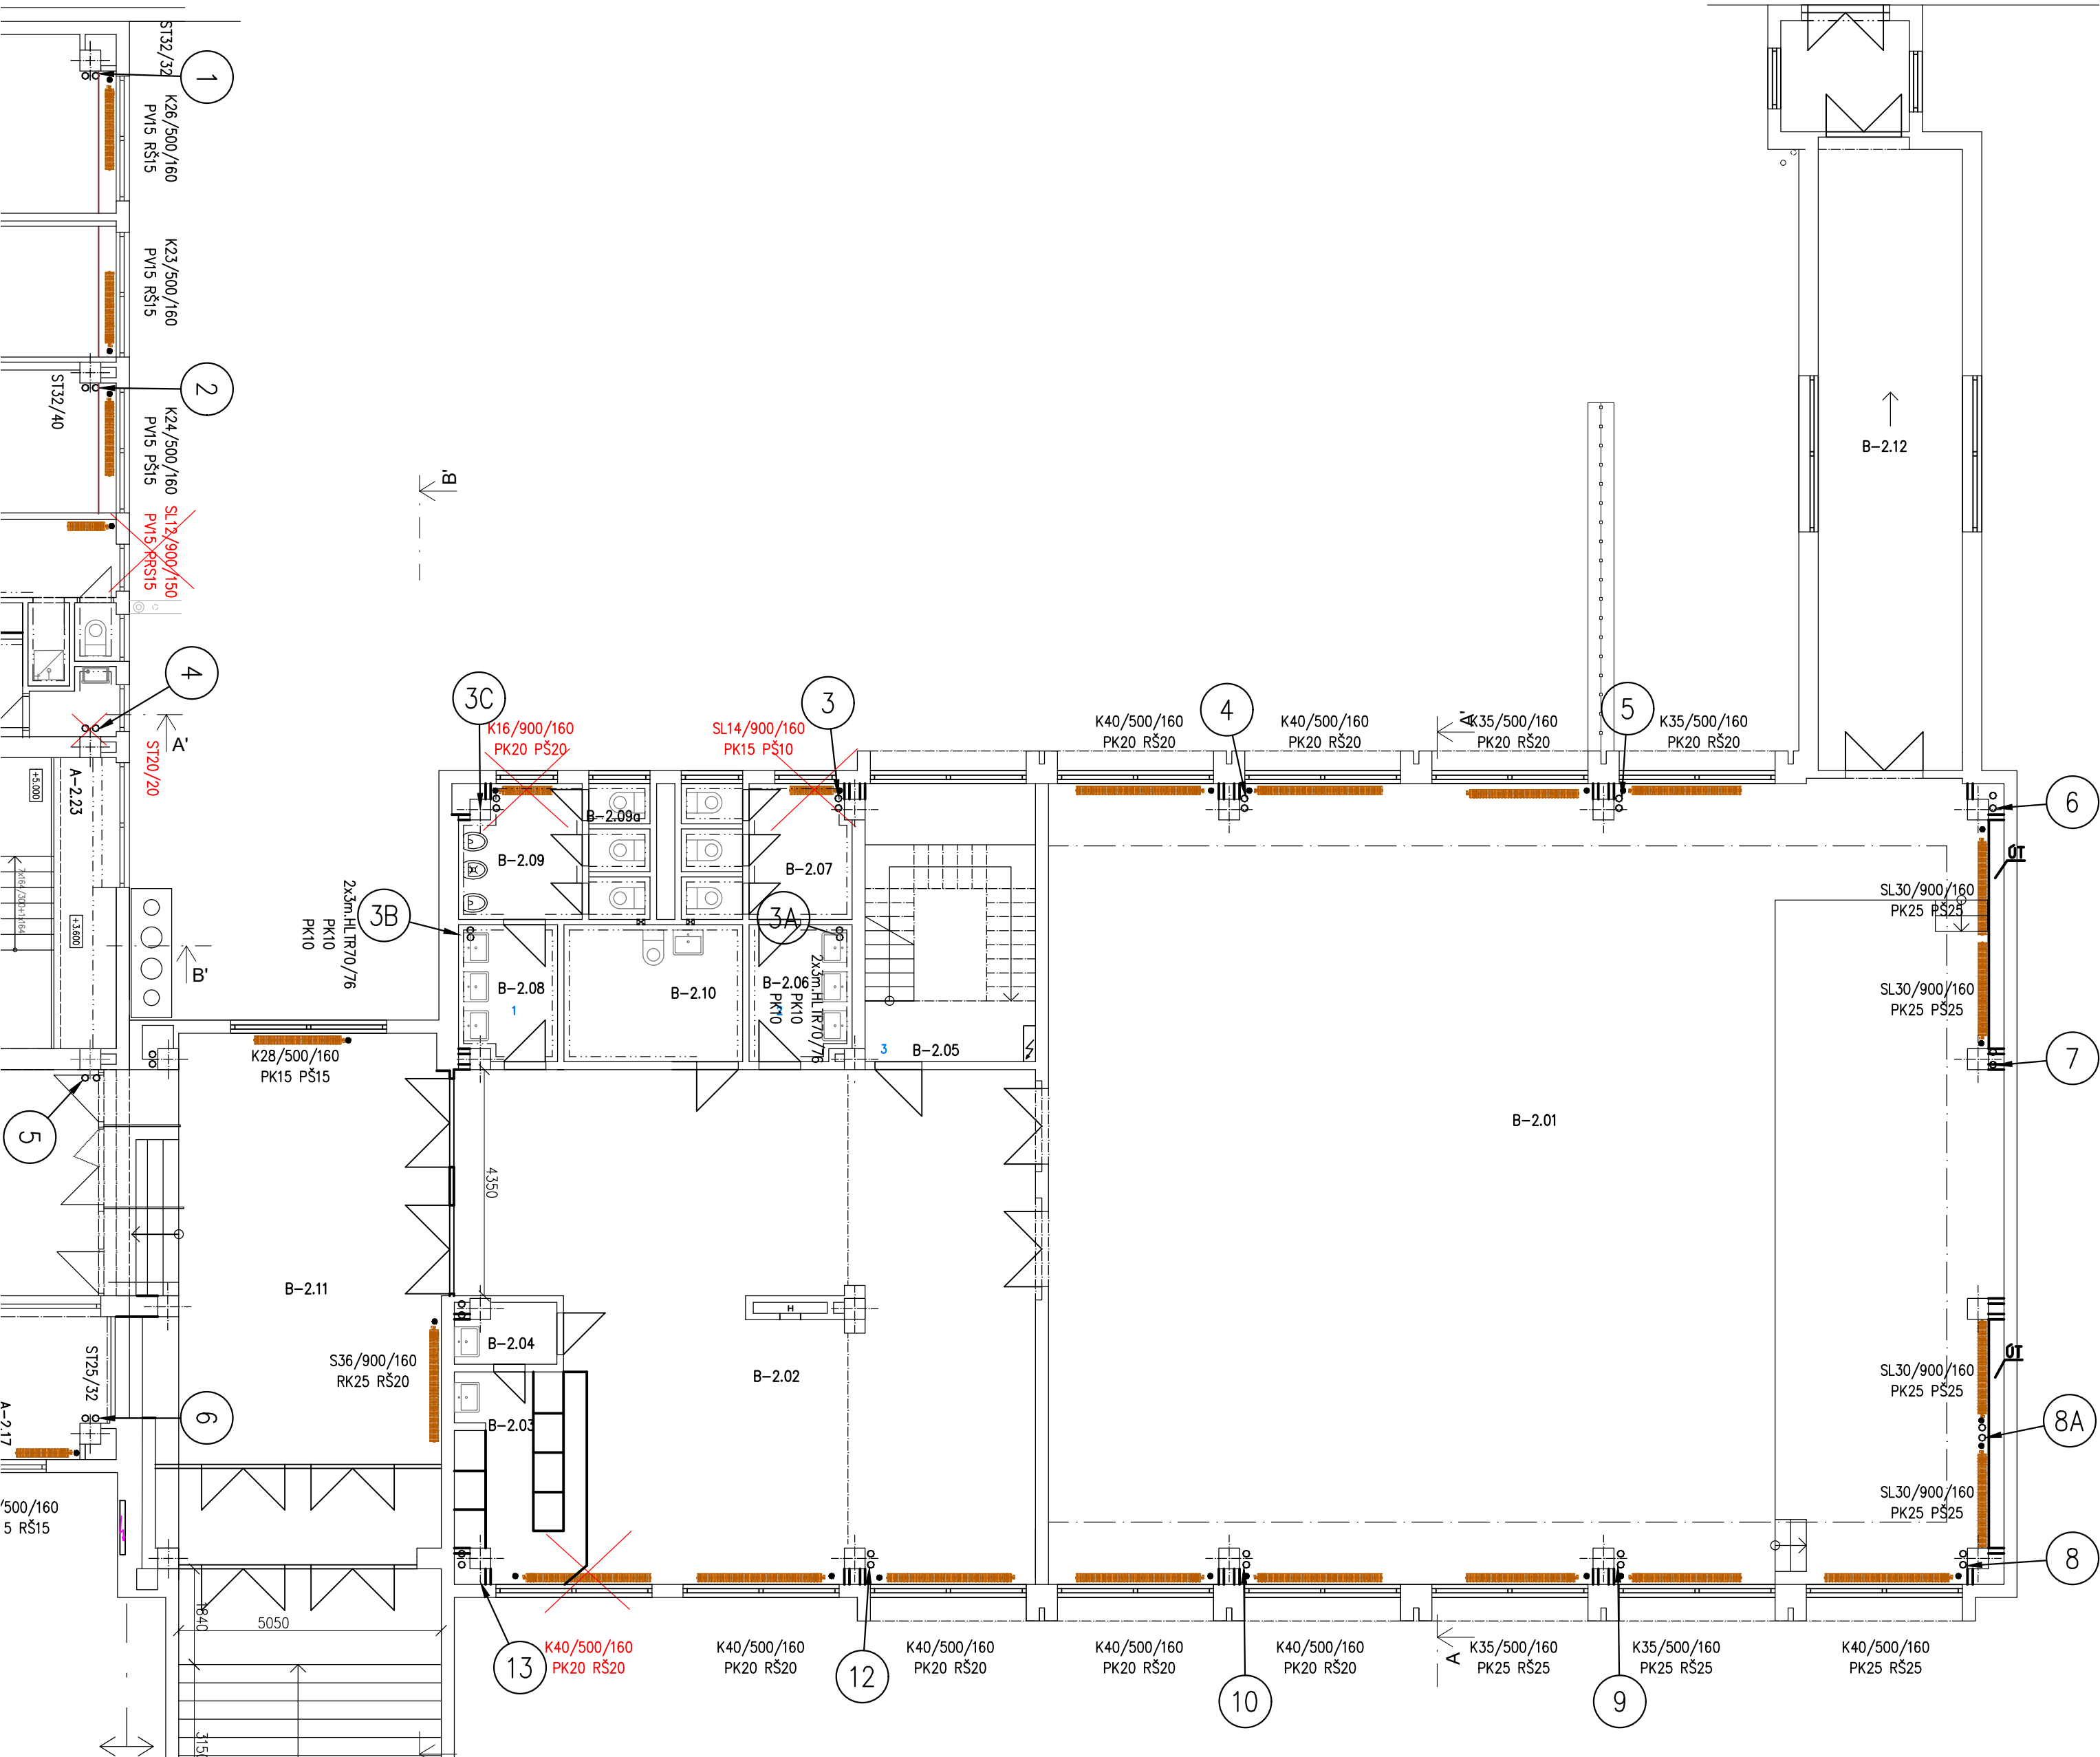 ST32/32
1
K26/500/160
PV15 RŠ15
K23/500/160
PV15 RŠ15
2
ST32/40
K24/500/160
PV15 PŠ15
SL12/900/150
PV15 PRS15
4
A'
ST20/20
A-2.23
+5.000
+3.600
7x164/300+1x164
B'
B'
2x3m.HLTR70/76
PK10
PK10
3C
K16/900/160
PK20 PŠ20
SL14/900/160
PK15 PŠ10
3
K40/500/160
PK20 RŠ20
4
K40/500/160
PK20 RŠ20
A'
K35/500/160
PK20 RŠ20
5
K35/500/160
PK20 RŠ20
B-2.12
6
ÚT
SL30/900/160
PK25 PŠ25
SL30/900/160
PK25 PŠ25
7
B-2.09a
B-2.09
B-2.07
3B
3A
B-2.08
1
B-2.10
B-2.06
2x3m.HLTR70/76
PK10
PK10
3
B-2.05
K28/500/160
PK15 PŠ15
5
4350
B-2.01
B-2.11
H
B-2.04
B-2.02
B-2.03
S36/900/160
RK25 RŠ20
ST25/32
6
A-2.17
/500/160
5 RŠ15
ÚT
SL30/900/160
PK25 PŠ25
8A
SL30/900/160
PK25 PŠ25
8
1840
5050
3150
13
K40/500/160
PK20 RŠ20
K40/500/160
PK20 RŠ20
12
K40/500/160
PK20 RŠ20
K40/500/160
PK20 RŠ20
10
K40/500/160
PK20 RŠ20
A
K35/500/160
PK25 RŠ25
9
K35/500/160
PK25 RŠ25
K40/500/160
PK25 RŠ25